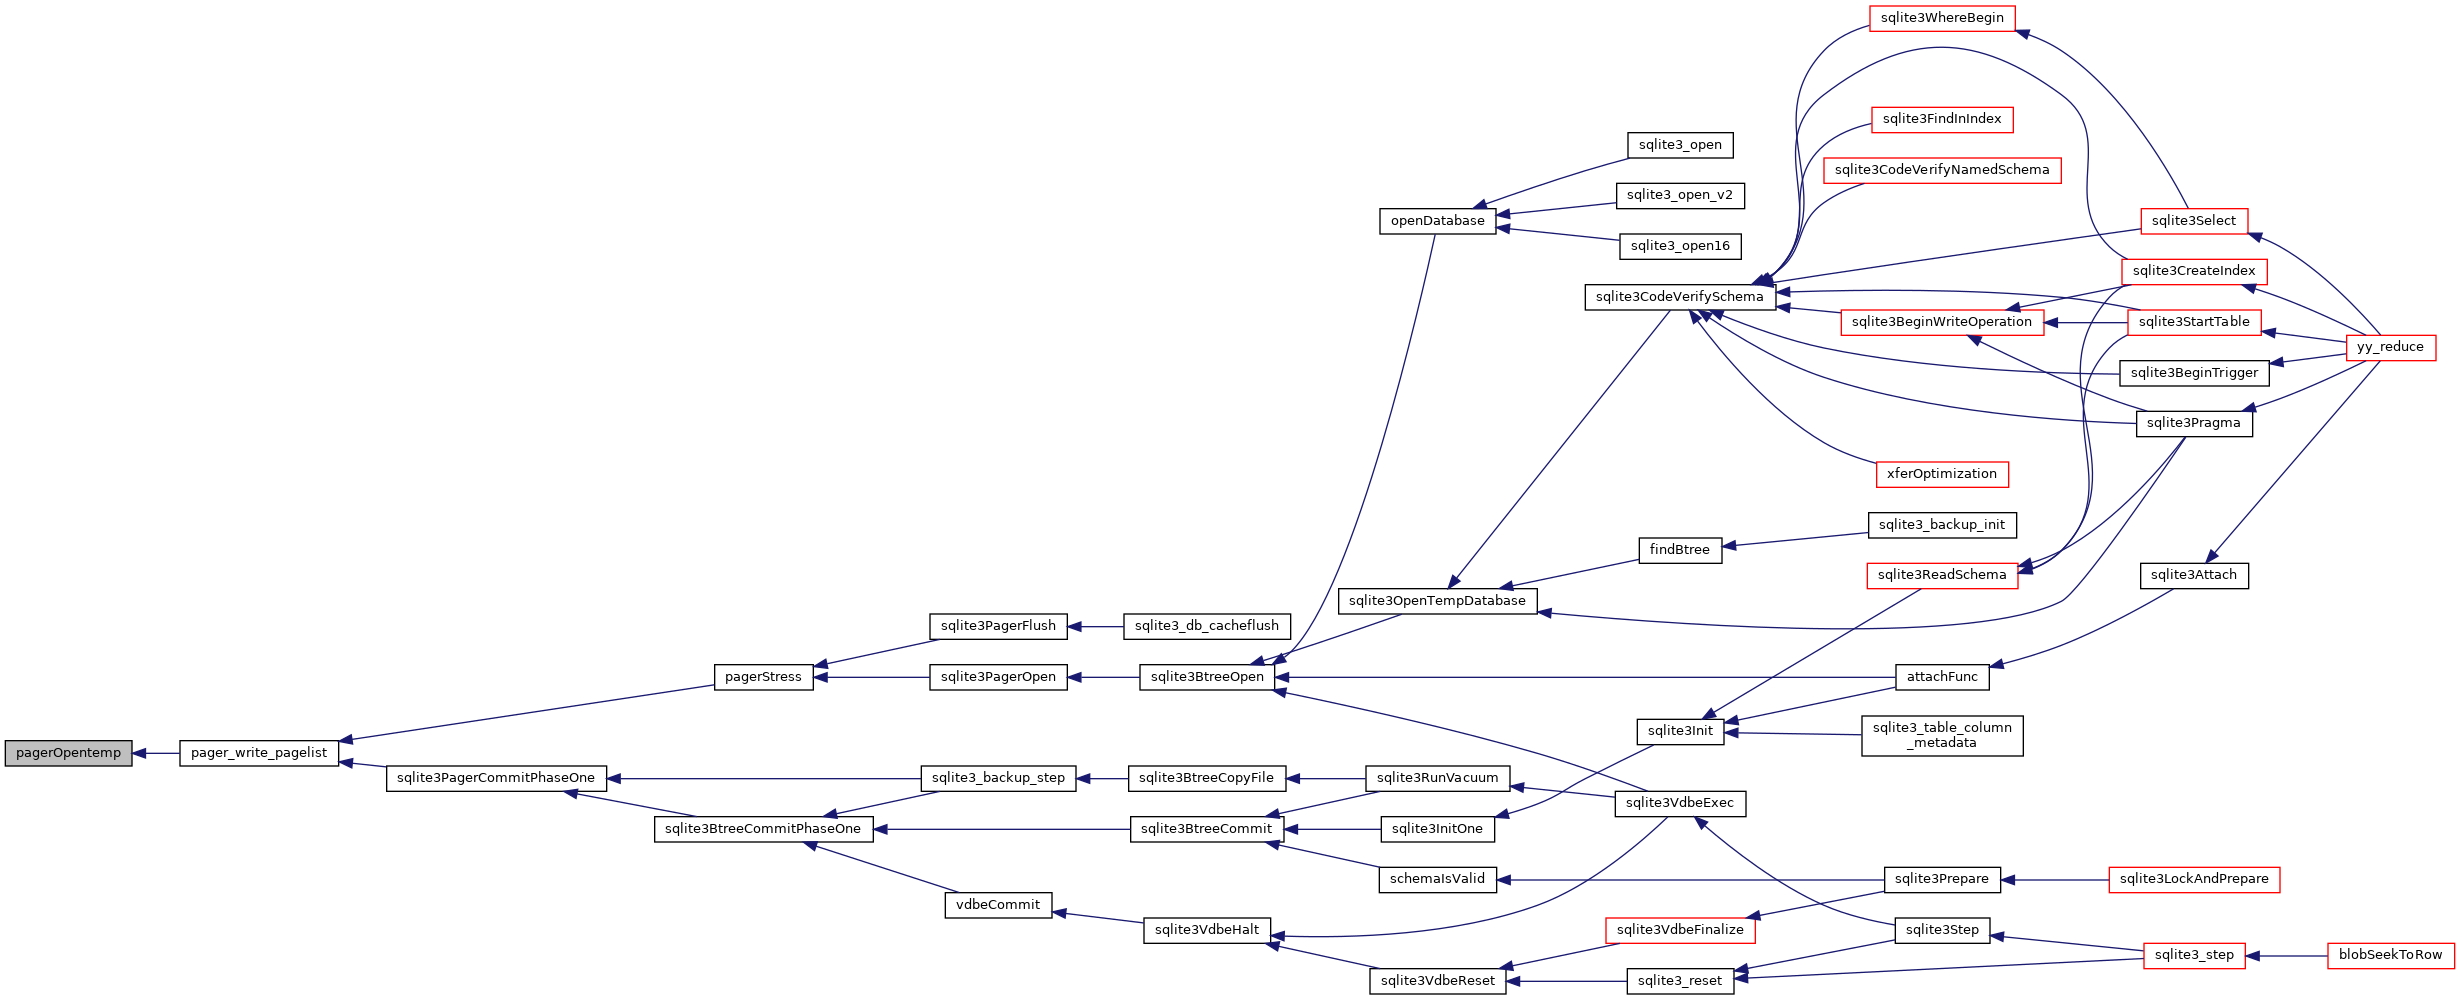 sqlite3WhereBegin
sqlite3FindInIndex
sqlite3_open
sqlite3CodeVerifyNamedSchema
sqlite3_open_v2
openDatabase
sqlite3Select
sqlite3_open16
sqlite3CreateIndex
sqlite3CodeVerifySchema
sqlite3BeginWriteOperation
sqlite3StartTable
yy_reduce
sqlite3BeginTrigger
sqlite3Pragma
xferOptimization
sqlite3_backup_init
findBtree
sqlite3ReadSchema
sqlite3Attach
sqlite3OpenTempDatabase
sqlite3PagerFlush
sqlite3_db_cacheflush
pagerStress
sqlite3PagerOpen
sqlite3BtreeOpen
attachFunc
sqlite3Init
sqlite3_table_column
_metadata
pagerOpentemp
pager_write_pagelist
sqlite3PagerCommitPhaseOne
sqlite3_backup_step
sqlite3BtreeCopyFile
sqlite3RunVacuum
sqlite3VdbeExec
sqlite3BtreeCommitPhaseOne
sqlite3BtreeCommit
sqlite3InitOne
schemaIsValid
sqlite3Prepare
sqlite3LockAndPrepare
vdbeCommit
sqlite3VdbeHalt
sqlite3VdbeFinalize
sqlite3Step
sqlite3_step
blobSeekToRow
sqlite3VdbeReset
sqlite3_reset